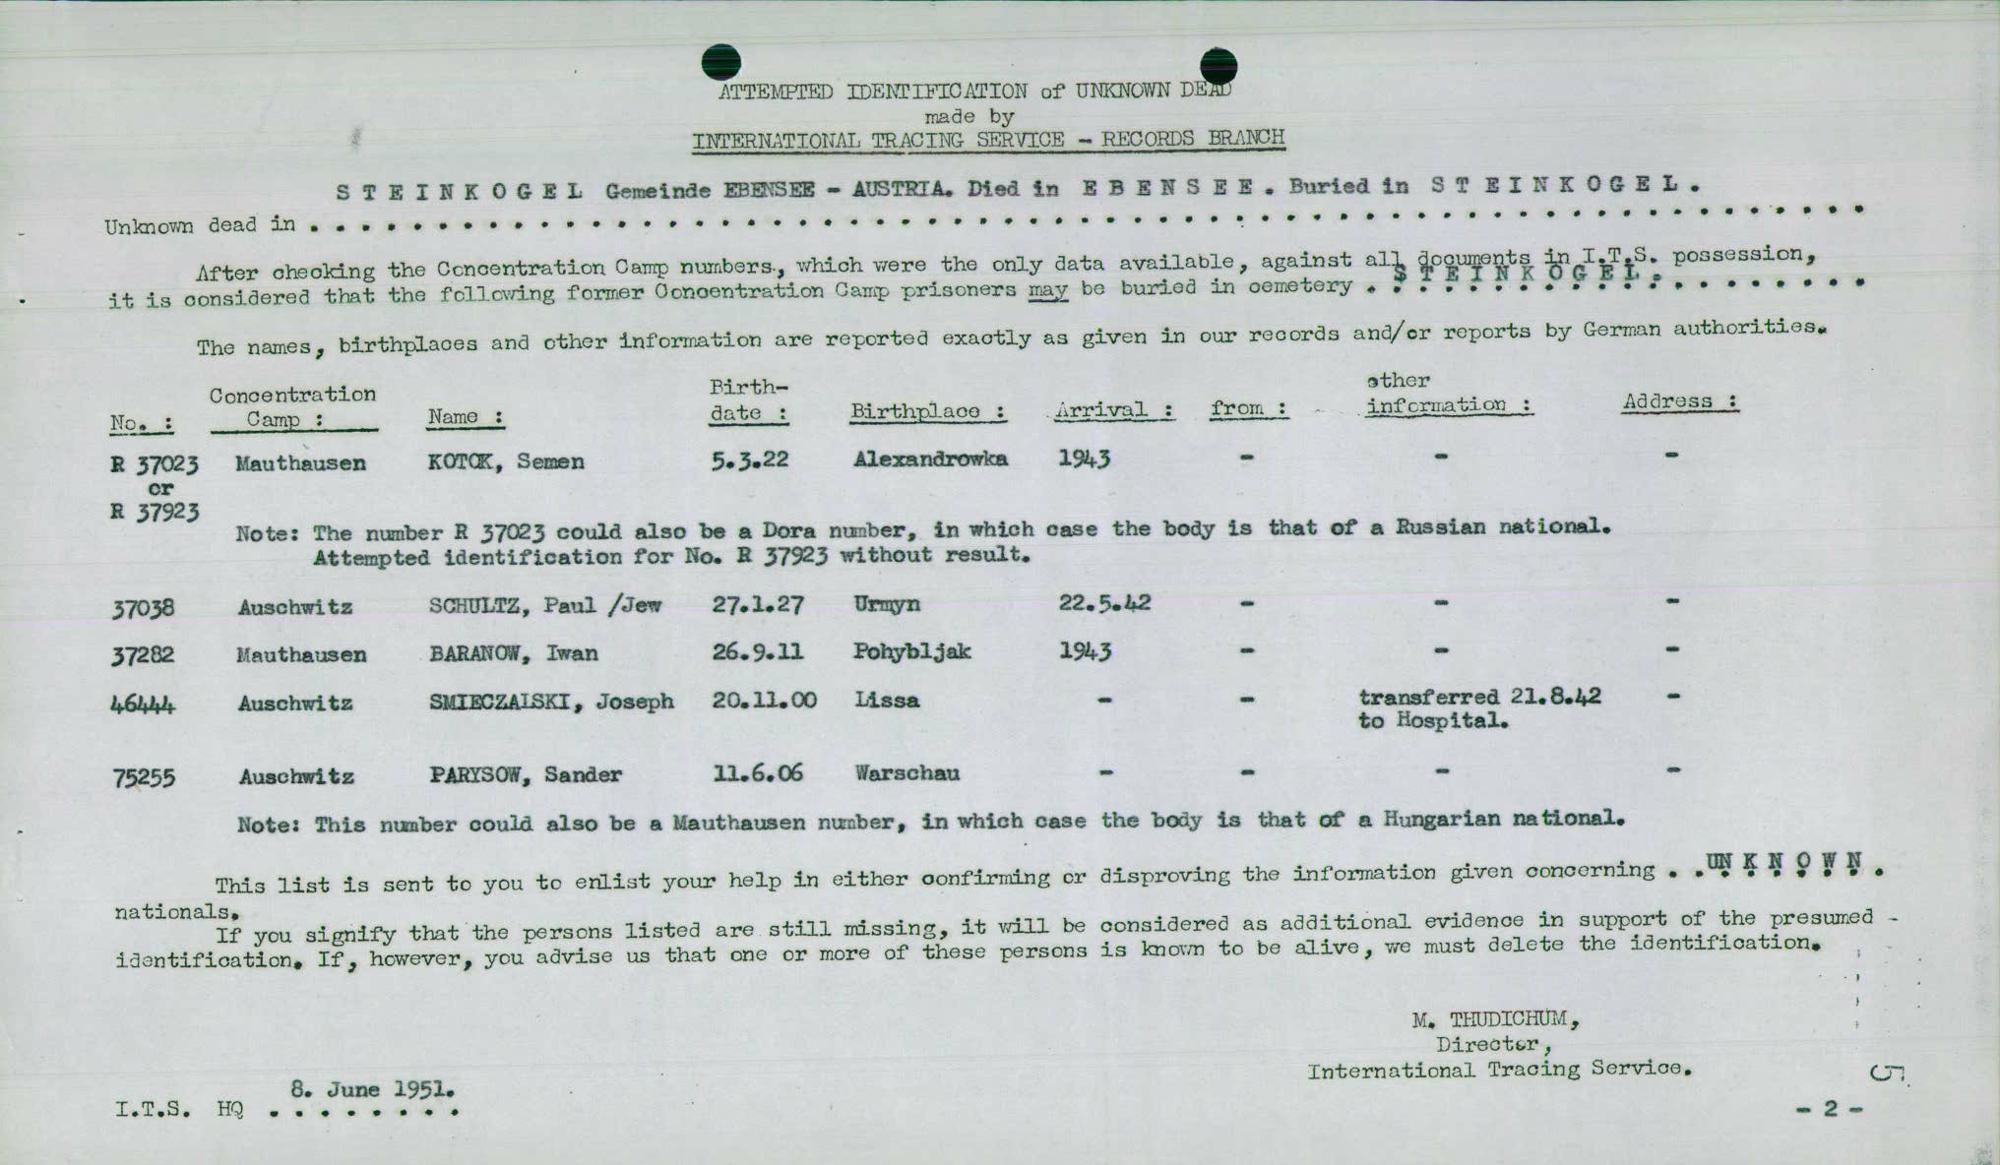 ATTEMPTED IDENTIFICATION of UNKNOWN DEAD
made by
INTERNATIONAL TRACING SERVICE - RECORDS BRANCH
S T E I N K O G E L Gemeinde EBENSEE - AUSTRIA. Died in E B E N S E E . Buried in S T E I N K O G E L .
Unknown dead in . . . . . . . . . . . . . . . . . . . . . . . . . . . . . . . . . . . . . . . . . . . . . . . . . . . . . . . . . . . . .
After checking the Concentration Camp numbers, which were the only data available, against all documents in I.T.S. possession,
it is considered that the following former Concentration Camp prisoners may be buried in cemetery . S T E I N K O G E L . . . . . . . . .
The names, birthplaces and other information are reported exactly as given in our records and/or reports by German authorities.
No. : Concentration Camp : Name : Birth-date : Birthplace : Arrival : from : other information : Address :
R 37023 Mauthausen KOTOK, Semen 5.3.22 Alexandrowka 1943 - - -
or
R 37923
Note: The number R 37023 could also be a Dora number, in which case the body is that of a Russian national.
Attempted identification for No. R 37923 without result.
37038 Auschwitz SCHULTZ, Paul /Jew 27.1.27 Urmyn 22.5.42 - - -
37282 Mauthausen BARANOW, Iwan 26.9.11 Pohybljak 1943 - - -
46444 Auschwitz SMIECZALSKI, Joseph 20.11.00 Lissa - - transferred 21.8.42 -
to Hospital.
75255 Auschwitz PARYSOW, Sander 11.6.06 Warschau - - - -
Note: This number could also be a Mauthausen number, in which case the body is that of a Hungarian national.
This list is sent to you to enlist your help in either confirming or disproving the information given concerning . . UN K N O W N .
nationals.
If you signify that the persons listed are still missing, it will be considered as additional evidence in support of the presumed -
identification. If, however, you advise us that one or more of these persons is known to be alive, we must delete the identification.
M. THUDICHUM,
Director,
International Tracing Service.
8. June 1951.
I.T.S. HQ . . . . . . . .
5
- 2 -